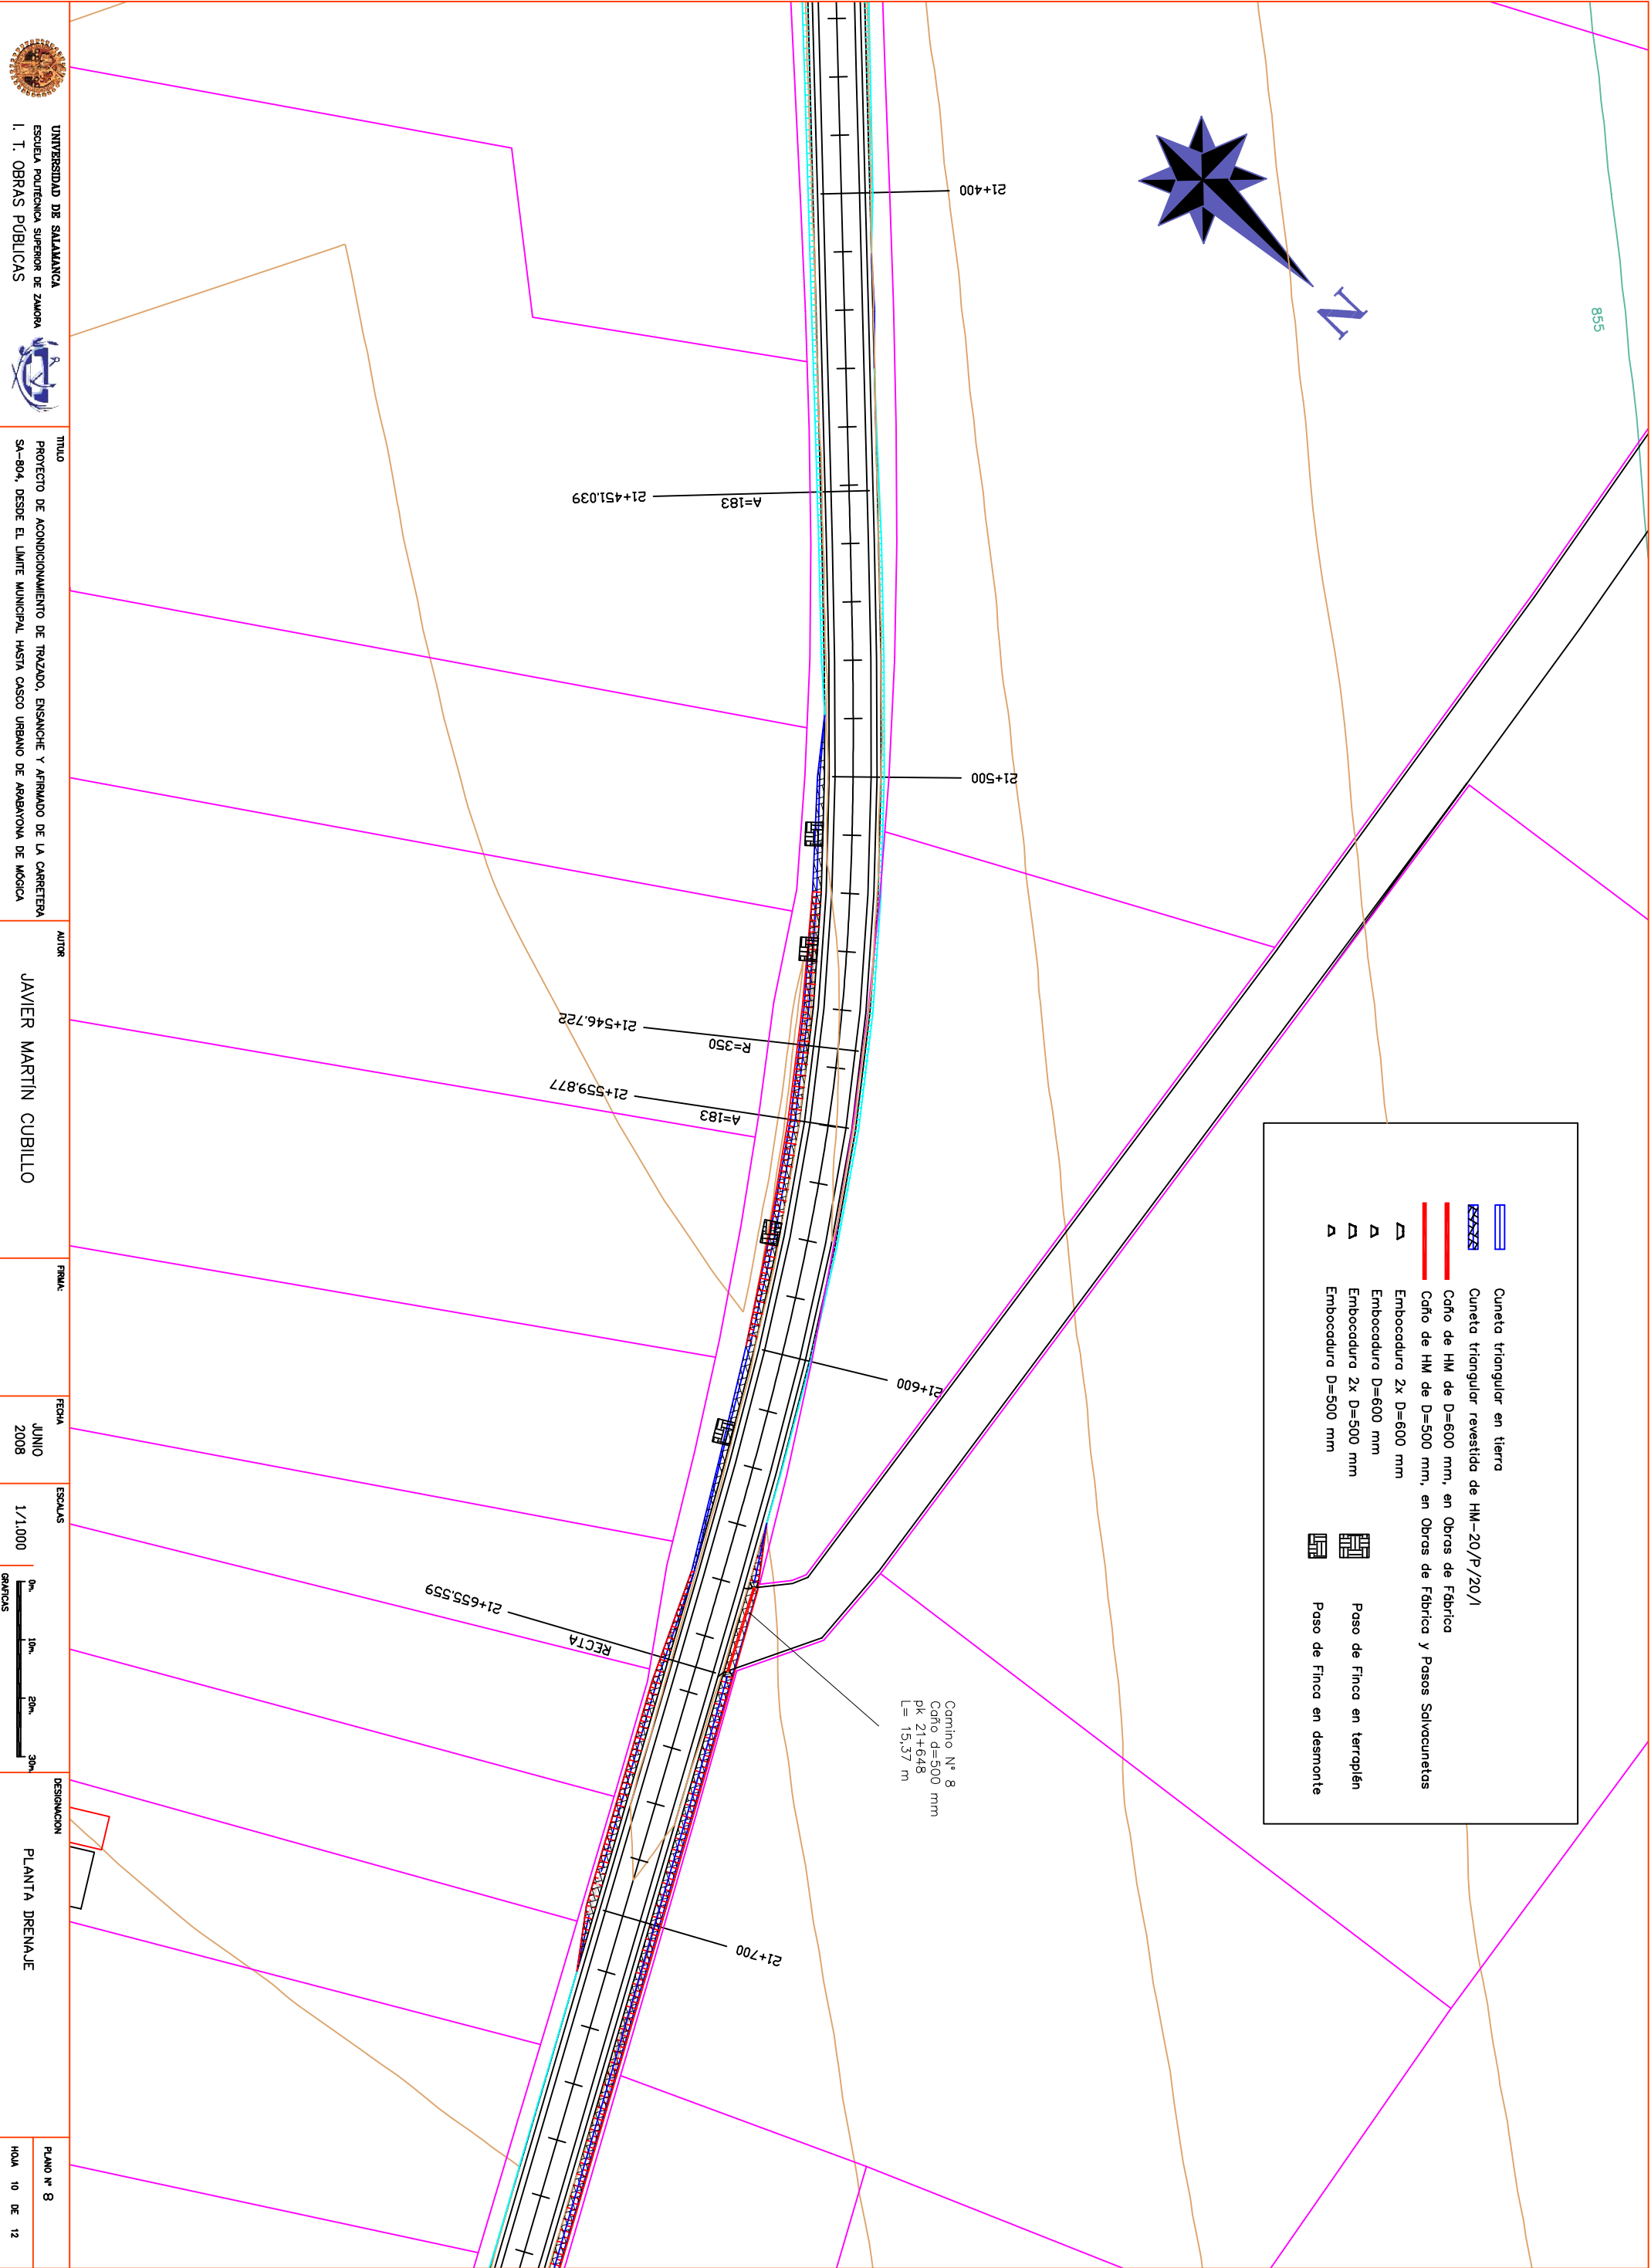 855
N
21+400
21+451.039
A=183
21+500
21+546.722
R=350
21+559.877
A=183
21+600
21+655.559
RECTA
21+700
Camino Nº 8
Caño d=500 mm
pk 21+648
L= 15,37 m
Cuneta triangular en tierra
Cuneta triangular revestida de HM-20/P/20/I
Caño de HM de D=600 mm, en Obras de Fábrica
Caño de HM de D=500 mm, en Obras de Fábrica y Pasos Salvacunetas
Embocadura 2x D=600 mm
Embocadura D=600 mm
Embocadura 2x D=500 mm
Embocadura D=500 mm
Paso de Finca en terraplén
Paso de Finca en desmonte
UNIVERSIDAD DE SALAMANCA
ESCUELA POLITÉCNICA SUPERIOR DE ZAMORA
I. T. OBRAS PÚBLICAS
TITULO
PROYECTO DE ACONDICIONAMIENTO DE TRAZADO, ENSANCHE Y AFIRMADO DE LA CARRETERA
SA-804, DESDE EL LÍMITE MUNICIPAL HASTA CASCO URBANO DE ARABAYONA DE MÓGICA
AUTOR
JAVIER MARTÍN CUBILLO
FIRMA:
FECHA
JUNIO
2008
ESCALAS
1/1.000
0m. 10m. 20m. 30m.
GRAFICAS
DESIGNACION
PLANTA DRENAJE
PLANO Nº 8
HOJA 10 DE 12